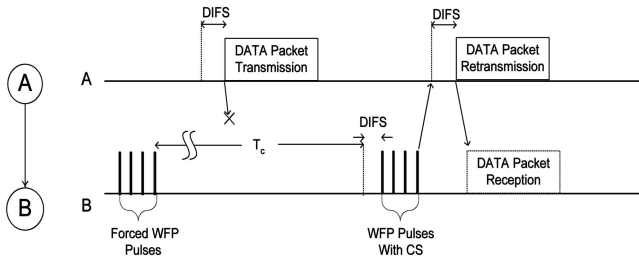 DIFS
DIFS
DATA Packet
Transmission
DATA Packet
Retransmission
A
A
DIFS
T_c
DATA Packet
Reception
B
B
Forced WFP
Pulses
WFP Pulses
With CS